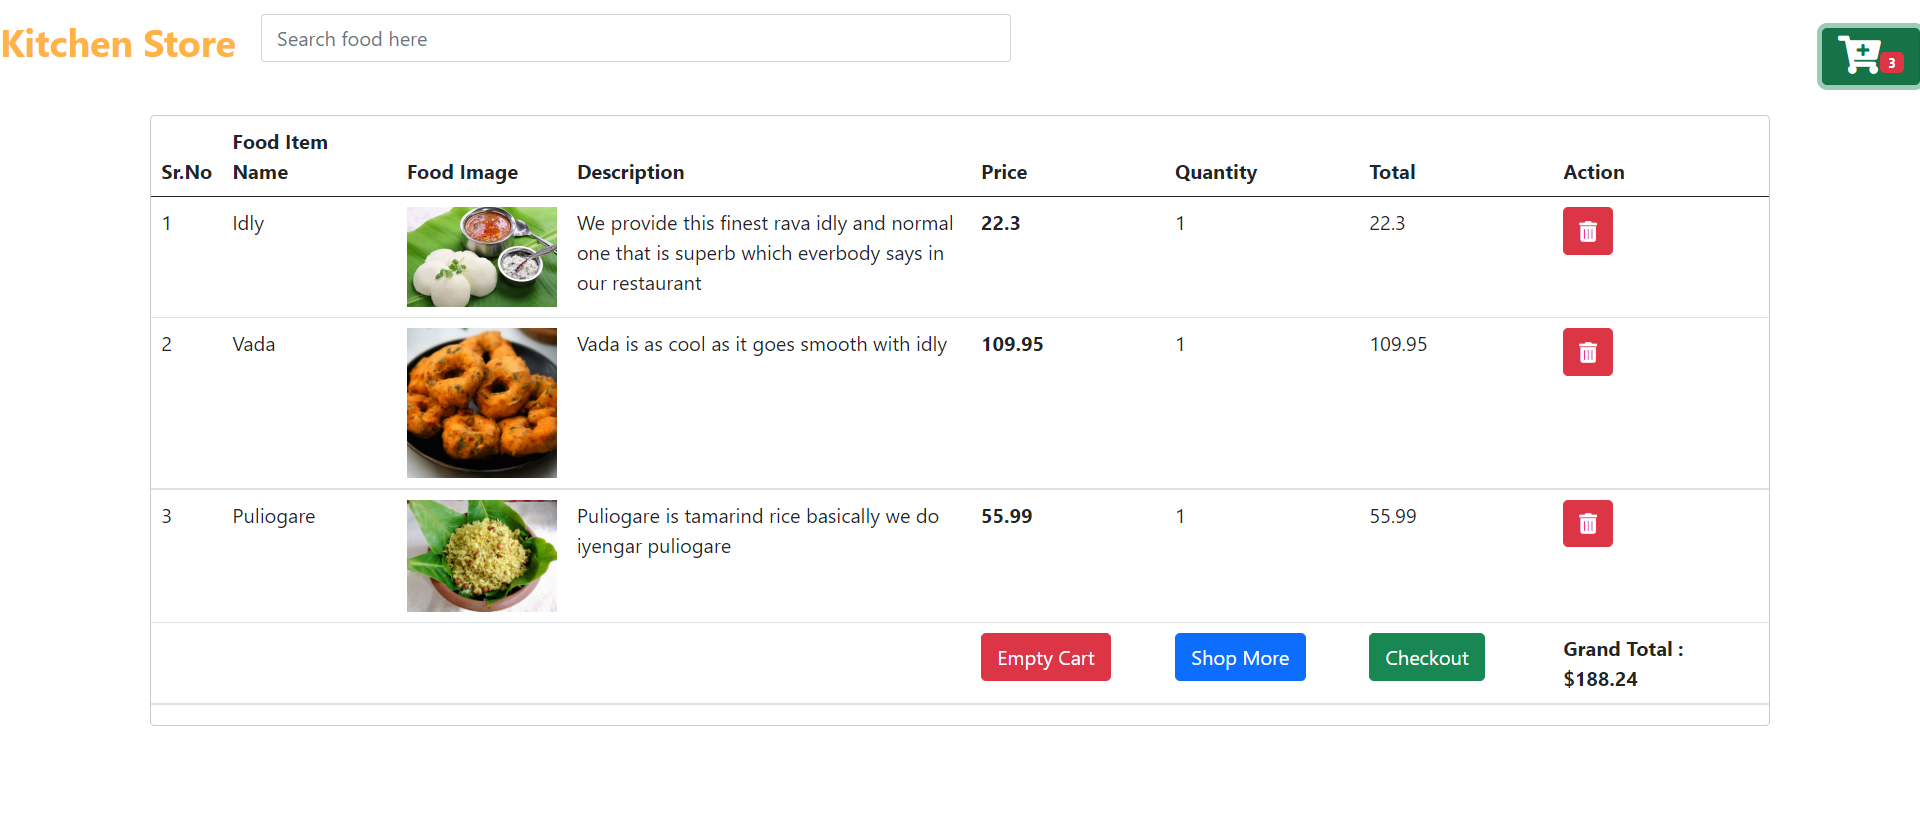 Kitchen Store
Search food here
3
Sr.No Food Item Name Food Image Description Price Quantity Total Action
1 Idly We provide this finest rava idly and normal 22.3 1 22.3
one that is superb which everbody says in
our restaurant
2 Vada Vada is as cool as it goes smooth with idly 109.95 1 109.95
3 Puliogare Puliogare is tamarind rice basically we do 55.99 1 55.99
iyengar puliogare
Empty Cart Shop More Checkout Grand Total :
$188.24